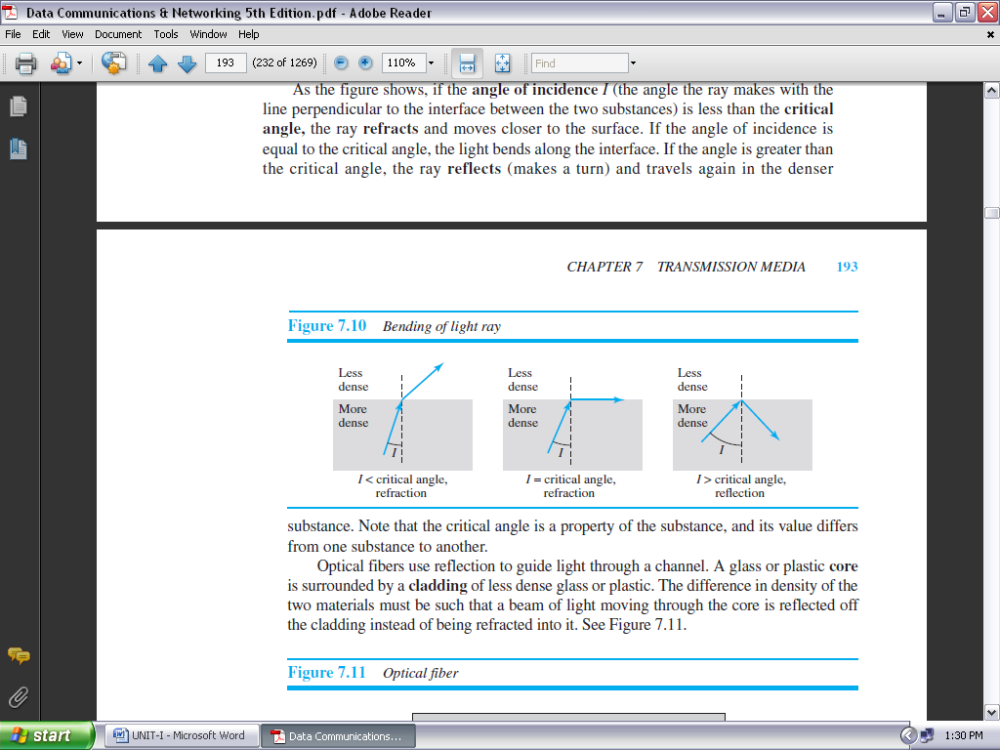 Data Communications & Networking 5th Edition.pdf - Adobe Reader
File Edit View Document Tools Window Help
193 (232 of 1269) 110% Find
As the figure shows, if the angle of incidence I (the angle the ray makes with the
line perpendicular to the interface between the two substances) is less than the critical
angle, the ray refracts and moves closer to the surface. If the angle of incidence is
equal to the critical angle, the light bends along the interface. If the angle is greater than
the critical angle, the ray reflects (makes a turn) and travels again in the denser
CHAPTER 7 TRANSMISSION MEDIA 193
Figure 7.10 Bending of light ray
Less
dense
More
dense
I
I < critical angle,
refraction
Less
dense
More
dense
I
I = critical angle,
refraction
Less
dense
More
dense
I
I > critical angle,
reflection
substance. Note that the critical angle is a property of the substance, and its value differs
from one substance to another.
Optical fibers use reflection to guide light through a channel. A glass or plastic core
is surrounded by a cladding of less dense glass or plastic. The difference in density of the
two materials must be such that a beam of light moving through the core is reflected off
the cladding instead of being refracted into it. See Figure 7.11.
Figure 7.11 Optical fiber
start UNIT-I - Microsoft Word Data Communications... 1:30 PM